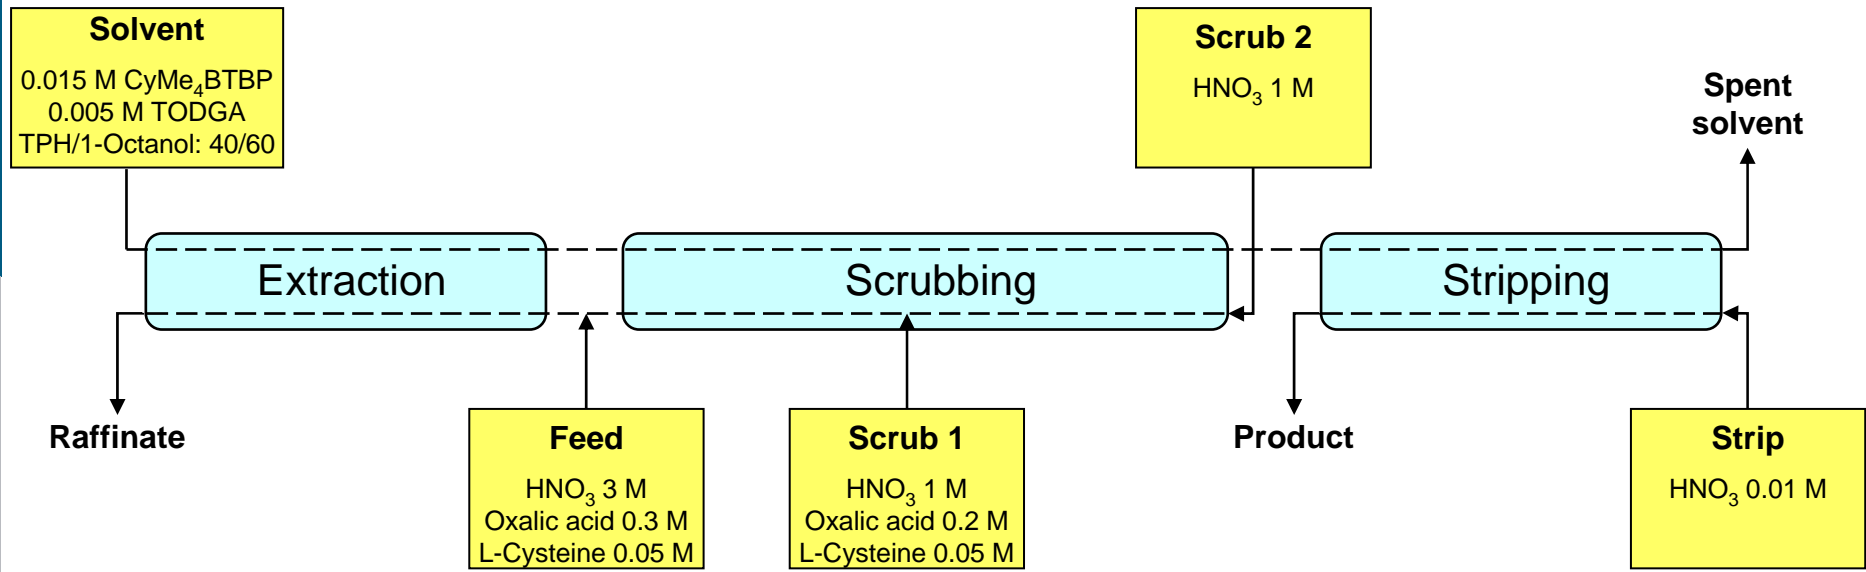 Solvent
0.015 M CyMe₄BTBP
0.005 M TODGA
TPH/1-Octanol: 40/60
Scrub 2
HNO₃ 1 M
Spent
solvent
Extraction
Scrubbing
Stripping
Raffinate
Feed
HNO₃ 3 M
Oxalic acid 0.3 M
L-Cysteine 0.05 M
Scrub 1
HNO₃ 1 M
Oxalic acid 0.2 M
L-Cysteine 0.05 M
Product
Strip
HNO₃ 0.01 M